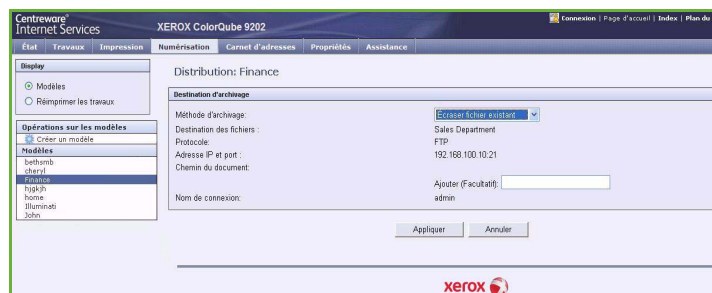 Centreware®
Internet Services
XEROX ColorQube 9202
Connexion | Page d'accueil | Index | Plan du
État Travaux Impression Numérisation Carnet d'adresses Propriétés Assistance
Display
Modèles
Réimprimer les travaux
Opérations sur les modèles
Créer un modèle
Modèles
bethsmb
cheryl
Finance
hjgkjh
home
Illuminati
John
Distribution: Finance
Destination d'archivage
Méthode d'archivage: Écraser fichier existant
Destination des fichiers : Sales Department
Protocole: FTP
Adresse IP et port : 192.168.100.10:21
Chemin du document:
Ajouter (Facultatif):
Nom de connexion: admin
Appliquer Annuler
xerox